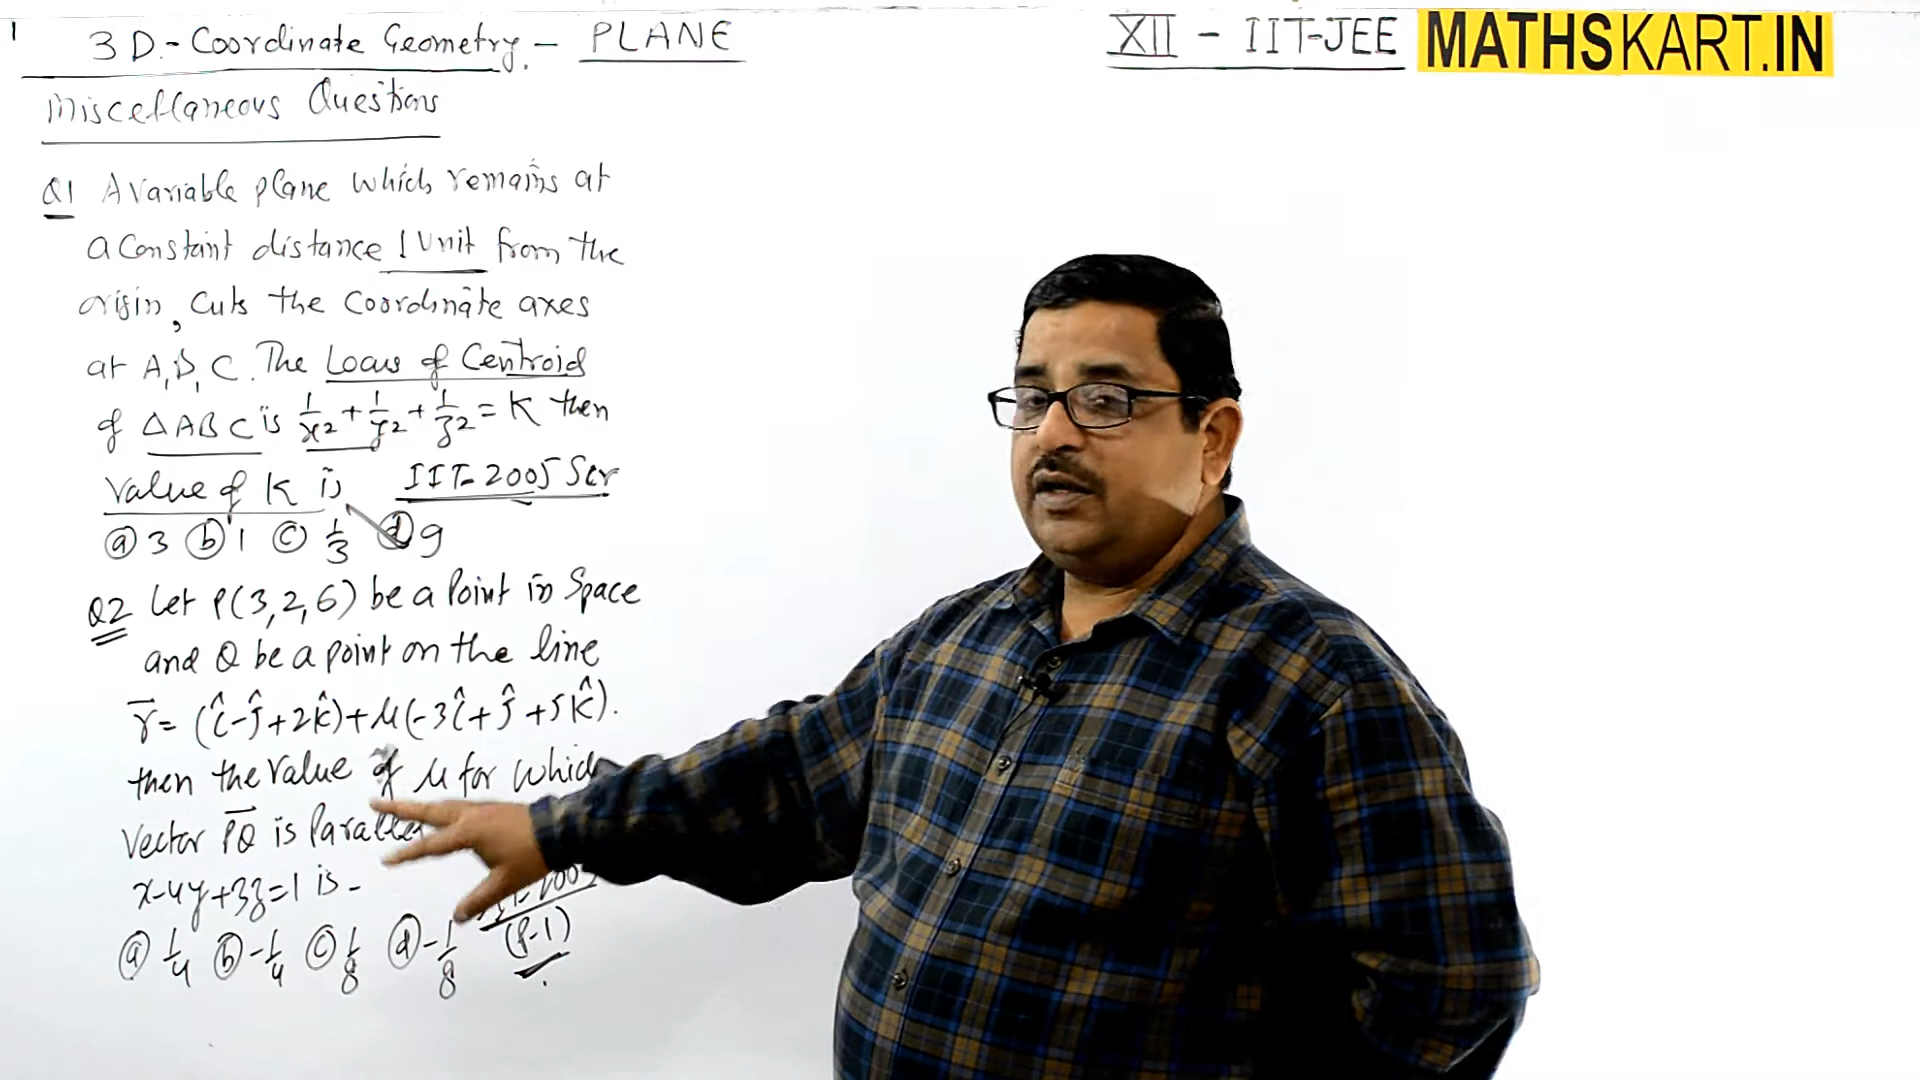 1
3D.-Coordinate Geometry.- PLANE
XII - IIT-JEE MATHSKART.IN
Miscellaneous Questions
Q1 A variable plane which remains at
a constant distance 1 Unit from the
origin, cuts the coordinate axes
at A, B, C. The Locus of Centroid
of △ABC is 1/x² + 1/y² + 1/z² = K then
value of K is IIT-2005 Scr
(a) 3 (b) 1 (c) 1/3 (d) 9
Q2 Let P(3,2,6) be a Point in Space
and Q be a point on the line
r⃗ = (î-ĵ+2k̂)+μ(-3î+ĵ+5k̂).
then the value of μ for which
vector P⃗Q is Parallel
x-4y+3z=1 is-
(a) 1/4 (b) -1/4 (c) 1/8 (d) -1/8 (P-1)